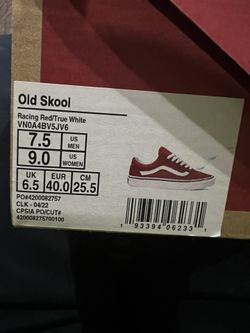 Old Skool
Racing Red/True White
VN0A4BV5JV6
7.5 US MEN
9.0 US WOMEN
UK EUR CM
6.5 40.0 25.5
PO#4200082757
CLK - 04/22
CPSIA PO/CUT#
420008275700100
1 93394 06233 1